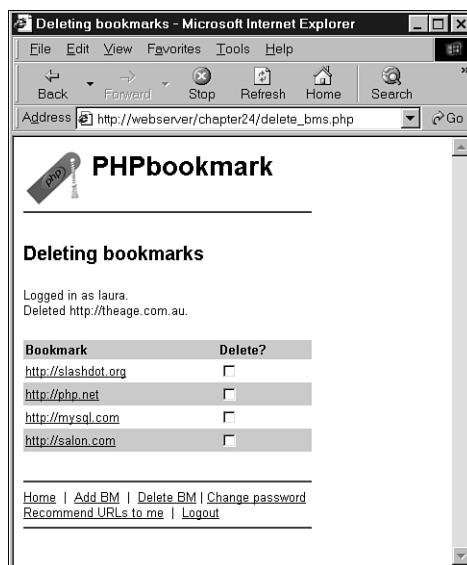 Deleting bookmarks - Microsoft Internet Explorer
File Edit View Favorites Tools Help
Back Forward Stop Refresh Home Search »
Address http://webserver/chapter24/delete_bms.php Go
php PHPbookmark
Deleting bookmarks
Logged in as laura.
Deleted http://theage.com.au.
Bookmark Delete?
http://slashdot.org
http://php.net
http://mysql.com
http://salon.com
Home | Add BM | Delete BM | Change password
Recommend URLs to me | Logout